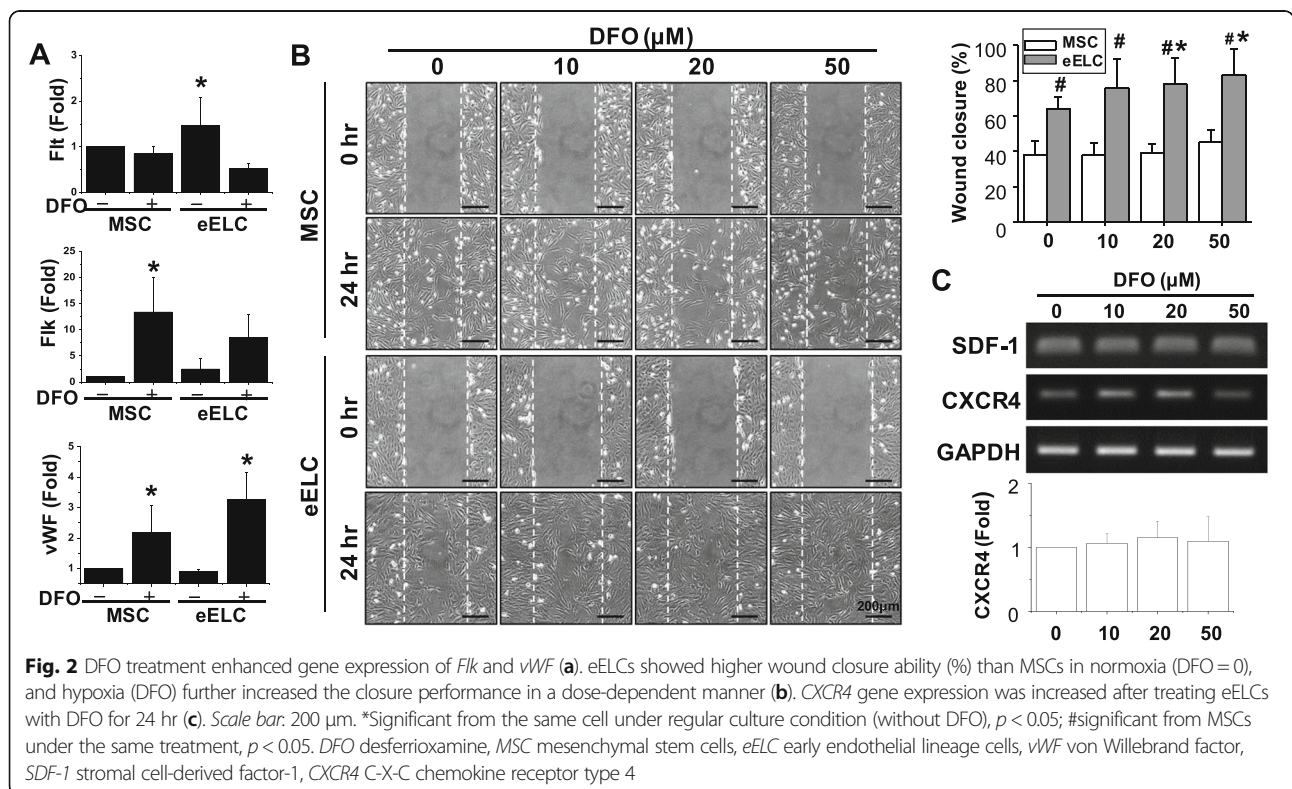 A
Flt (Fold)
3
2
1
0
*
DFO − + − +
MSC eELC
Flk (Fold)
25
20
15
10
5
0
*
DFO − + − +
MSC eELC
vWF (Fold)
5
4
3
2
1
* *
DFO − + − +
MSC eELC
B
DFO (µM)
0 10 20 50
MSC
0 hr
24 hr
eELC
0 hr
24 hr
200µm
Wound closure (%)
100
80
60
40
20
0
MSC
eELC
# # #* #*
0 10 20 50
C
DFO (µM)
0 10 20 50
SDF-1
CXCR4
GAPDH
CXCR4 (Fold)
2
1
0
0 10 20 50
Fig. 2 DFO treatment enhanced gene expression of Flk and vWF (a). eELCs showed higher wound closure ability (%) than MSCs in normoxia (DFO = 0),
and hypoxia (DFO) further increased the closure performance in a dose-dependent manner (b). CXCR4 gene expression was increased after treating eELCs
with DFO for 24 hr (c). Scale bar: 200 µm. *Significant from the same cell under regular culture condition (without DFO), p < 0.05; #significant from MSCs
under the same treatment, p < 0.05. DFO desferrioxamine, MSC mesenchymal stem cells, eELC early endothelial lineage cells, vWF von Willebrand factor,
SDF-1 stromal cell-derived factor-1, CXCR4 C-X-C chemokine receptor type 4